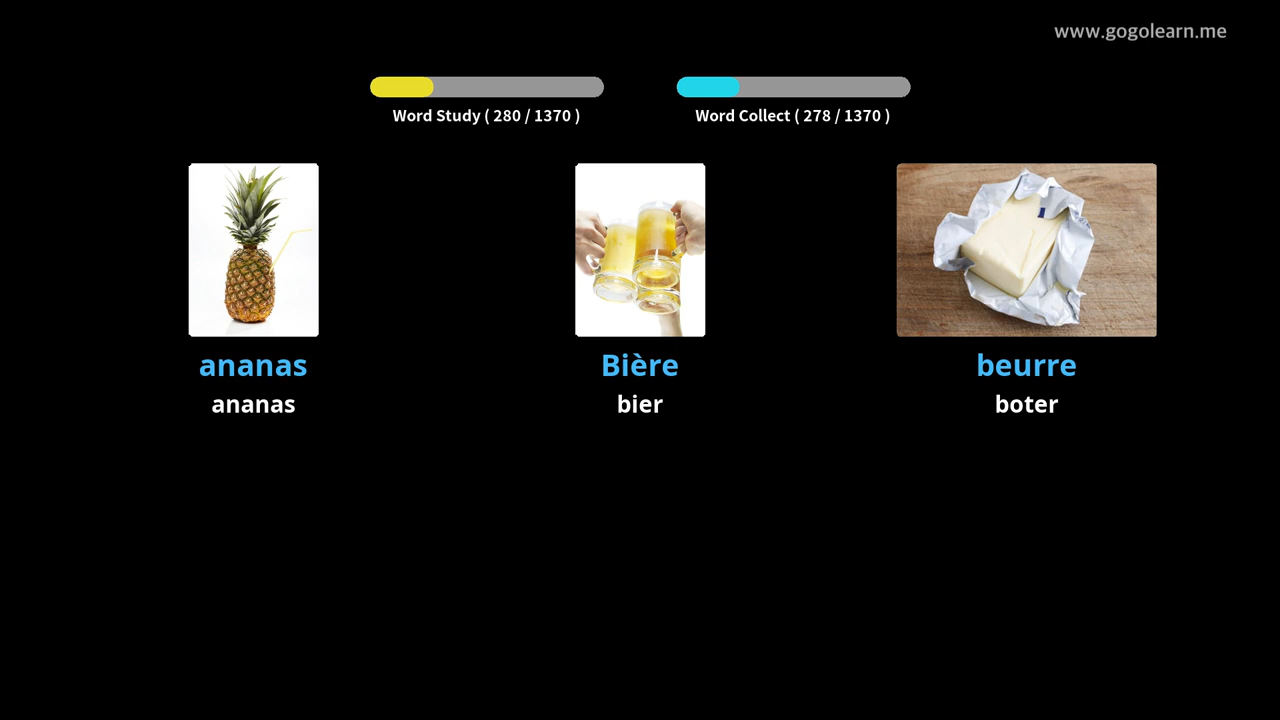 www.gogolearn.me
Word Study ( 280 / 1370 )
Word Collect ( 278 / 1370 )
ananas
ananas
Bière
bier
beurre
boter